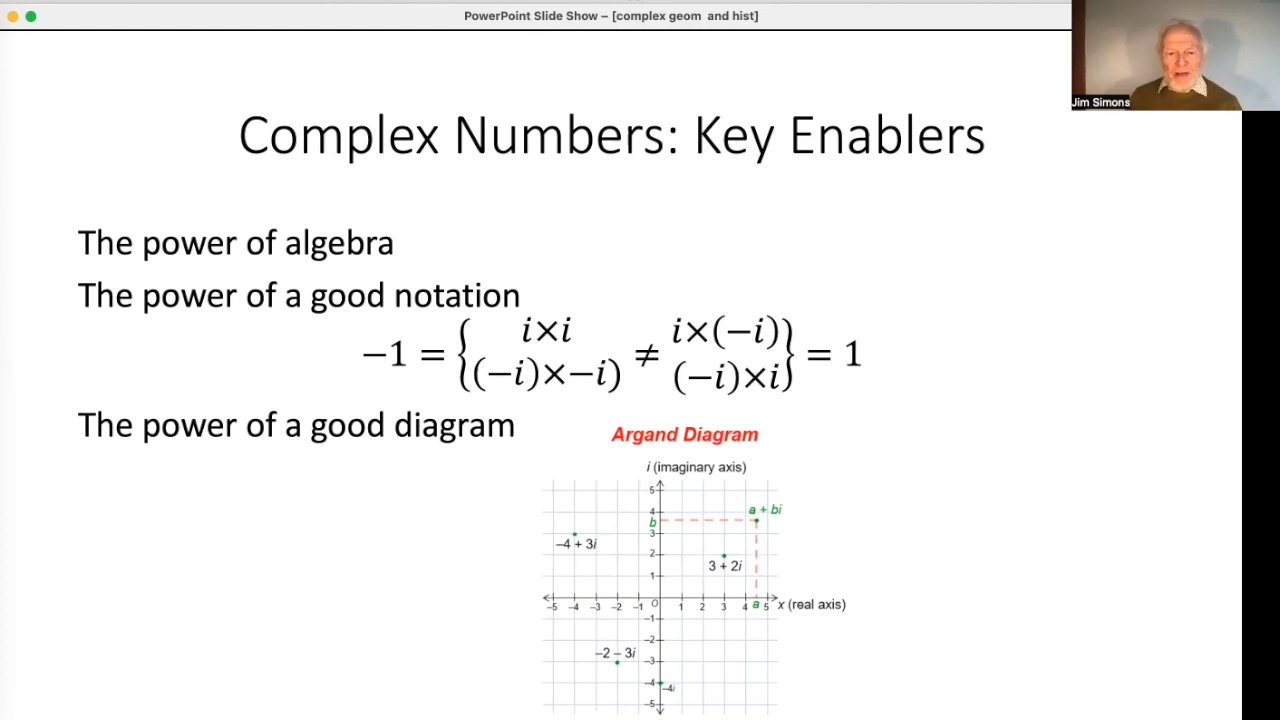 PowerPoint Slide Show – [complex geom and hist]
Jim Simons
Complex Numbers: Key Enablers
The power of algebra
The power of a good notation
−1 = { i×i (−i)×−i) ≠ i×(−i) (−i)×i } = 1
The power of a good diagram
Argand Diagram
i (imaginary axis)
5
4
a + bi
b
3
−4 + 3i
2
3 + 2i
1
−5 −4 −3 −2 −1 O 1 2 3 4 a 5 x (real axis)
−1
−2
−2 − 3i
−3
−4
−4i
−5